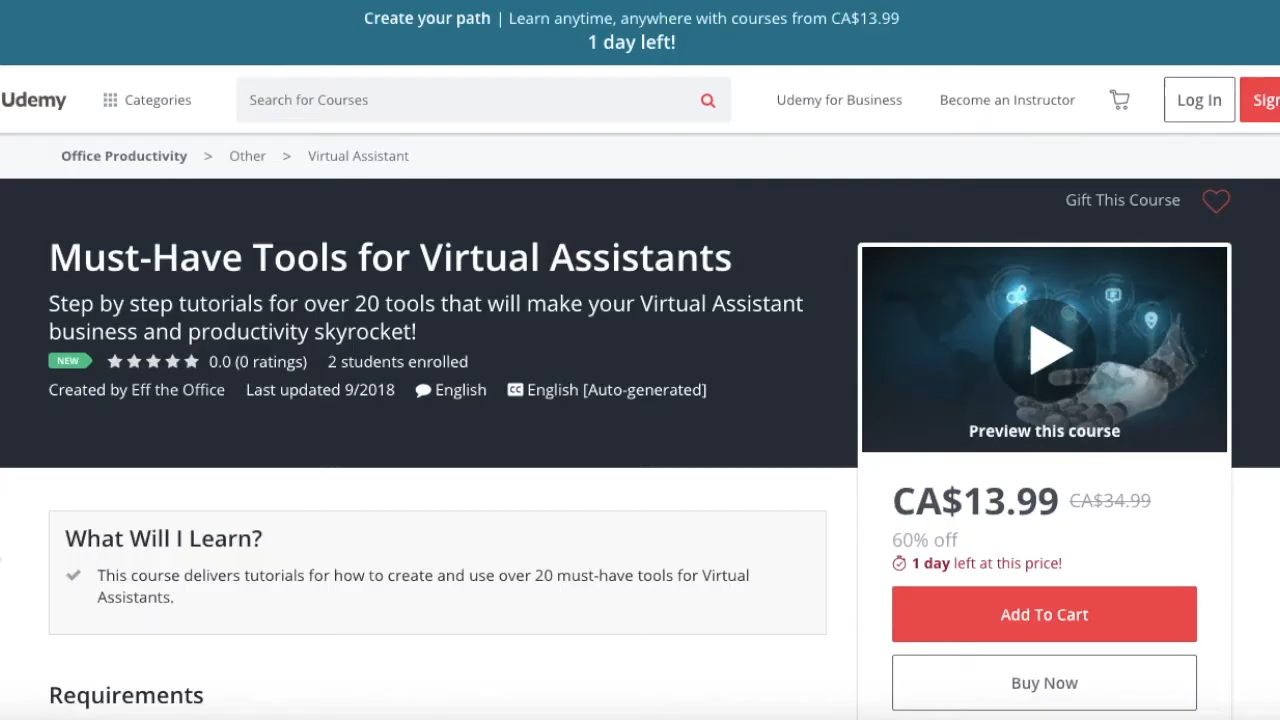 Create your path | Learn anytime, anywhere with courses from CA$13.99
1 day left!
Udemy
Categories
Search for Courses
Udemy for Business
Become an Instructor
Log In
Office Productivity > Other > Virtual Assistant
Gift This Course
Must-Have Tools for Virtual Assistants
Step by step tutorials for over 20 tools that will make your Virtual Assistant
business and productivity skyrocket!
NEW 0.0 (0 ratings) 2 students enrolled
Created by Eff the Office Last updated 9/2018 English CC English [Auto-generated]
Preview this course
CA$13.99 CA$34.99
60% off
1 day left at this price!
Add To Cart
Buy Now
What Will I Learn?
This course delivers tutorials for how to create and use over 20 must-have tools for Virtual
Assistants.
Requirements